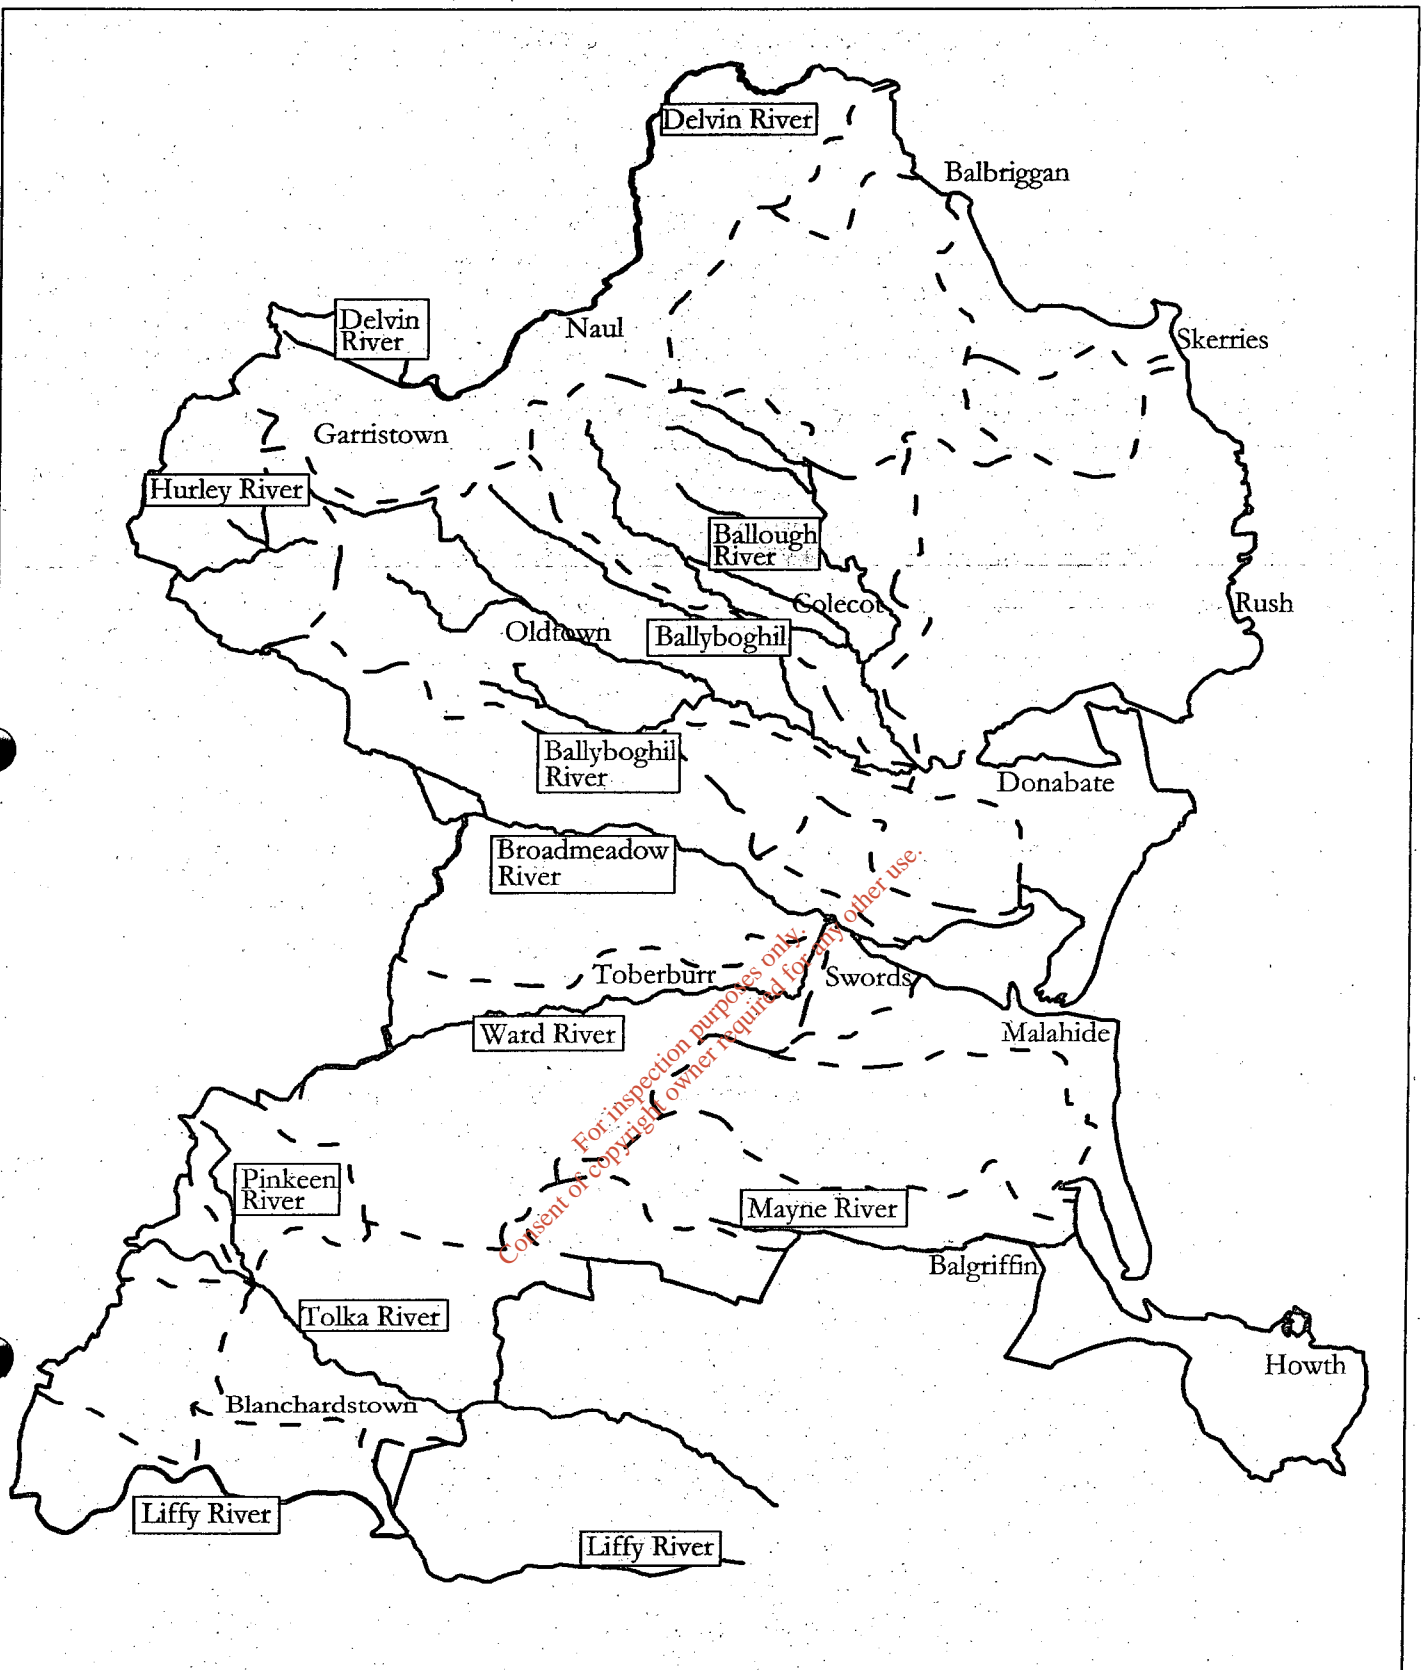 Delvin River
Balbriggan
Delvin
River
Naul
Skerries
Garristown
Hurley River
Ballough
River
Colecot
Rush
Oldtown
Ballyboghil
Ballyboghil
River
Donabate
Broadmeadow
River
Toberburr
Swords
Ward River
Malahide
For inspection purposes only.
Consent of copyright owner required for any other use.
Pinkeen
River
Mayne River
Balgriffin
Tolka River
Howth
Blanchardstown
Liffy River
Liffy River